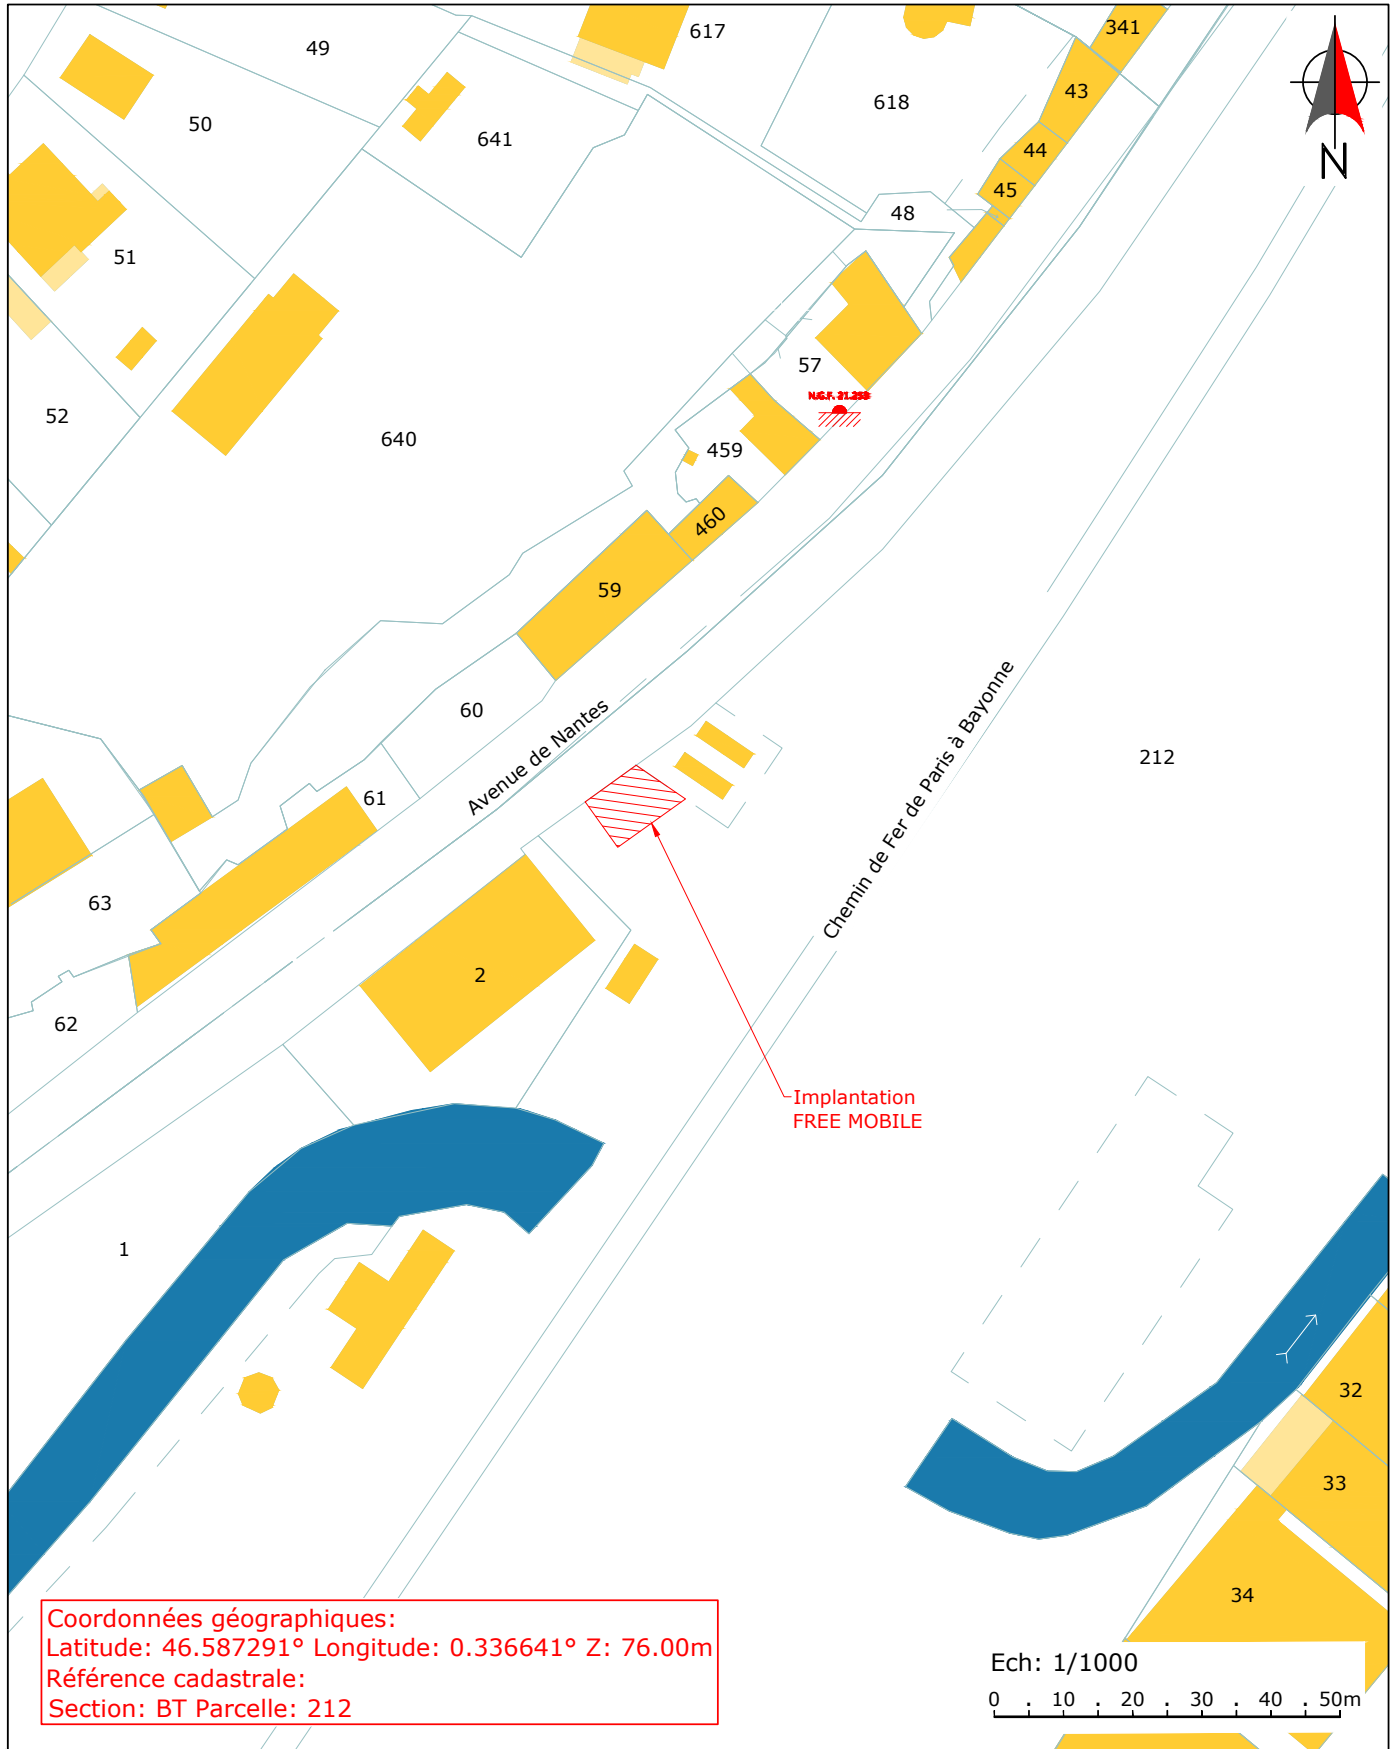 341
617
49
43
618
50
641
44
N
45
48
51
57
52
640
459
460
59
60
Avenue de Nantes
Chemin de Fer de Paris à Bayonne
212
61
63
2
62
Implantation
FREE MOBILE
1
32
33
34
Coordonnées géographiques:
Latitude: 46.587291° Longitude: 0.336641° Z: 76.00m
Référence cadastrale:
Section: BT Parcelle: 212
Ech: 1/1000
0 . 10 . 20 . 30 . 40 . 50m